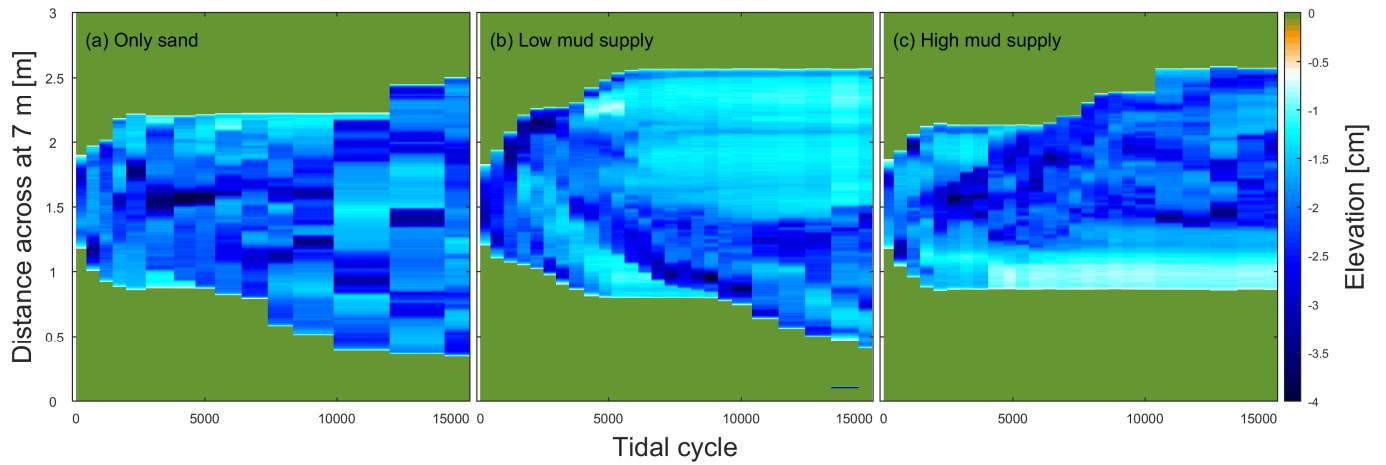 (a) Only sand
(b) Low mud supply
(c) High mud supply
Distance across at 7 m [m]
3
2.5
2
1.5
1
0.5
0
0 5000 10000 15000
0 5000 10000 15000
0 5000 10000 15000
Tidal cycle
0
-0.5
-1
-1.5
-2
-2.5
-3
-3.5
-4
Elevation [cm]